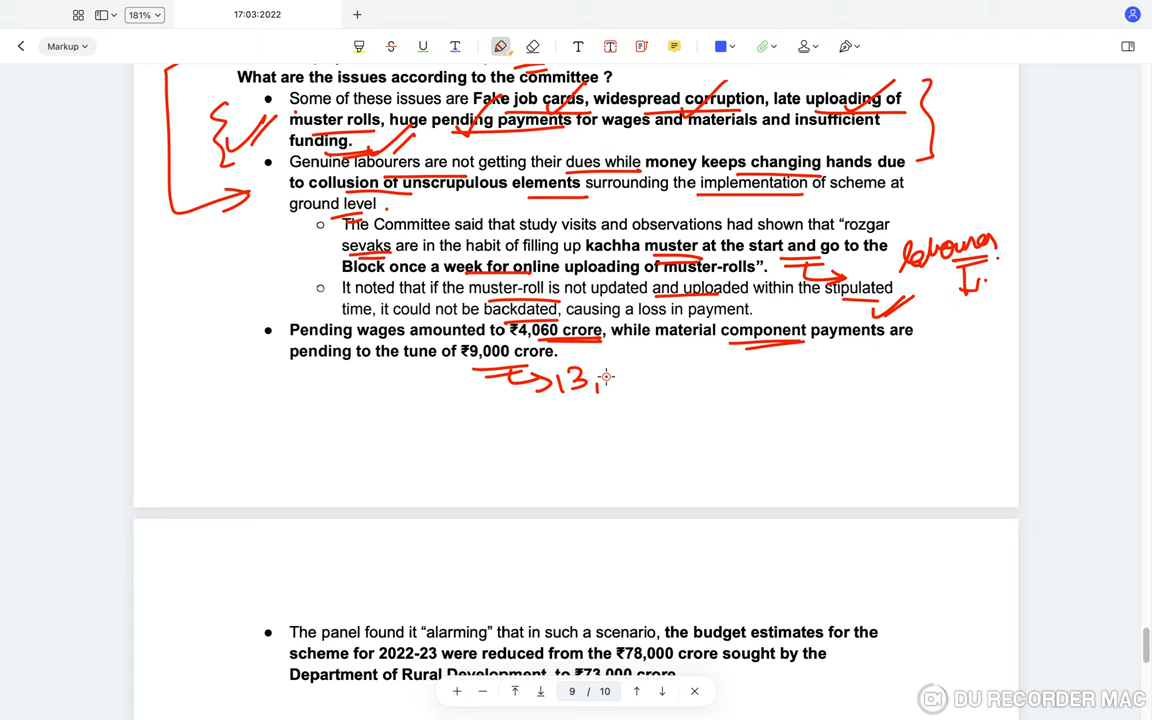 17:03:2022
181%
Markup
What are the issues according to the committee ?
● Some of these issues are Fake job cards, widespread corruption, late uploading of
muster rolls, huge pending payments for wages and materials and insufficient
funding.
● Genuine labourers are not getting their dues while money keeps changing hands due
to collusion of unscrupulous elements surrounding the implementation of scheme at
ground level
○ The Committee said that study visits and observations had shown that “rozgar
sevaks are in the habit of filling up kachha muster at the start and go to the
Block once a week for online uploading of muster-rolls”.
labourers
○ It noted that if the muster-roll is not updated and uploaded within the stipulated
time, it could not be backdated, causing a loss in payment.
● Pending wages amounted to ₹4,060 crore, while material component payments are
pending to the tune of ₹9,000 crore.
13,
● The panel found it “alarming” that in such a scenario, the budget estimates for the
scheme for 2022-23 were reduced from the ₹78,000 crore sought by the
Department of Rural Development, to ₹73,000 crore.
9 / 10
DU RECORDER MAC